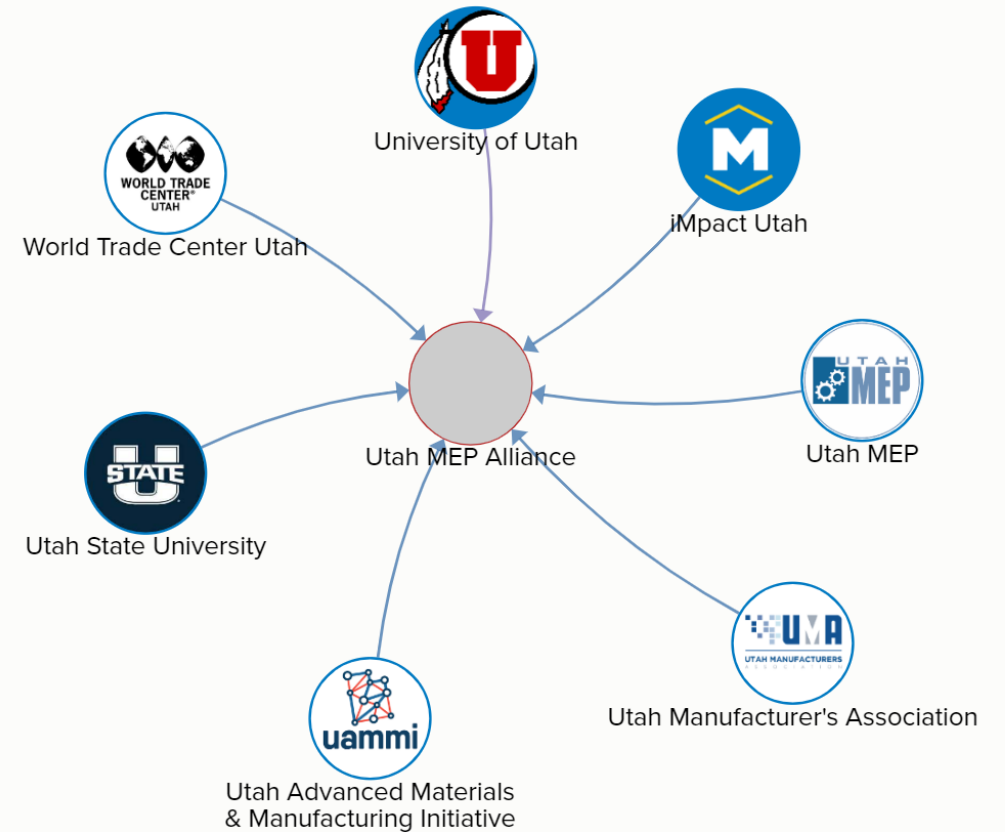 U
University of Utah
M
iMpact Utah
WORLD TRADE
CENTER®
UTAH
World Trade Center Utah
UTAH
MEP
Utah MEP
Utah MEP Alliance
U
STATE
Utah State University
UMA
UTAH MANUFACTURERS
ASSOCIATION
Utah Manufacturer's Association
uammi
Utah Advanced Materials
& Manufacturing Initiative